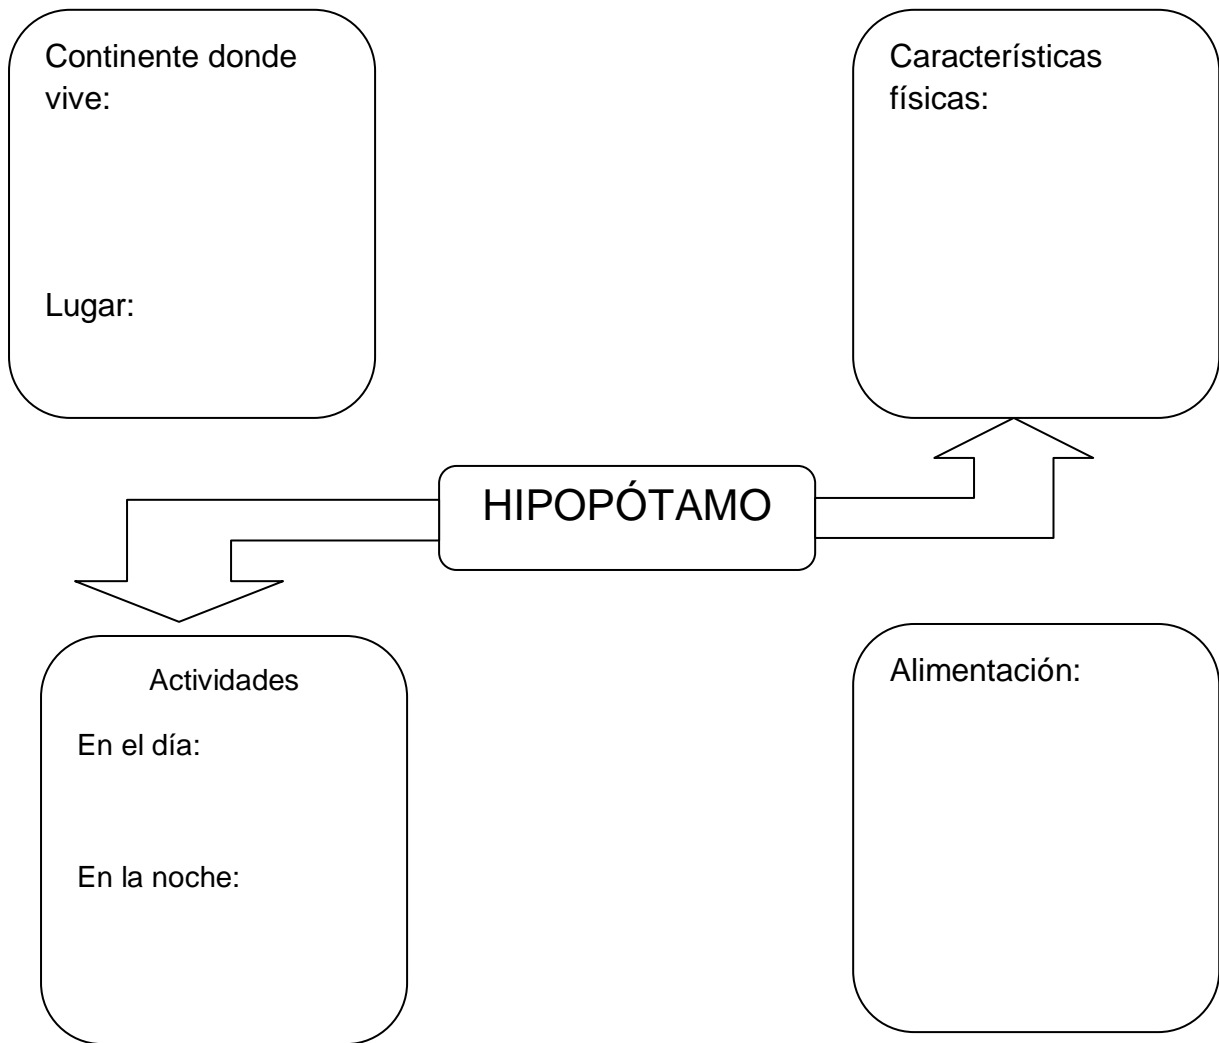 Continente donde
vive:
Lugar:
Características
físicas:
HIPOPÓTAMO
Actividades
En el día:
En la noche:
Alimentación: